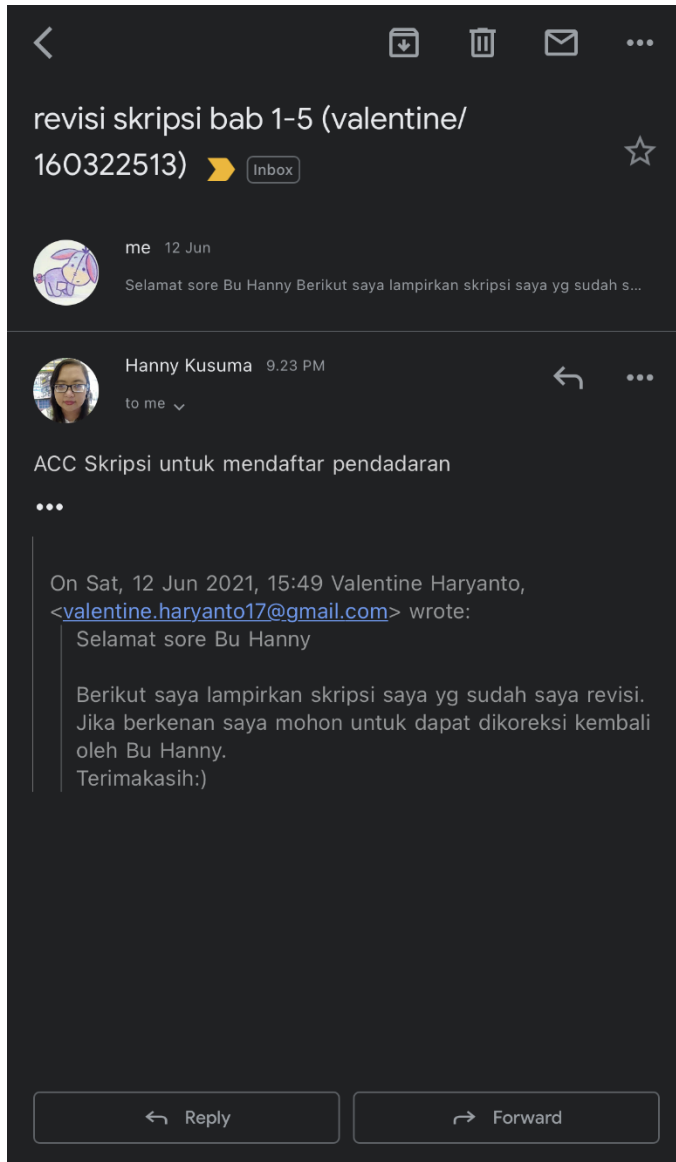 revisi skripsi bab 1-5 (valentine/
160322513) Inbox
me 12 Jun
Selamat sore Bu Hanny Berikut saya lampirkan skripsi saya yg sudah s...
Hanny Kusuma 9.23 PM
to me
ACC Skripsi untuk mendaftar pendadaran
On Sat, 12 Jun 2021, 15:49 Valentine Haryanto,
<valentine.haryanto17@gmail.com> wrote:
Selamat sore Bu Hanny
Berikut saya lampirkan skripsi saya yg sudah saya revisi.
Jika berkenan saya mohon untuk dapat dikoreksi kembali
oleh Bu Hanny.
Terimakasih:)
Reply Forward